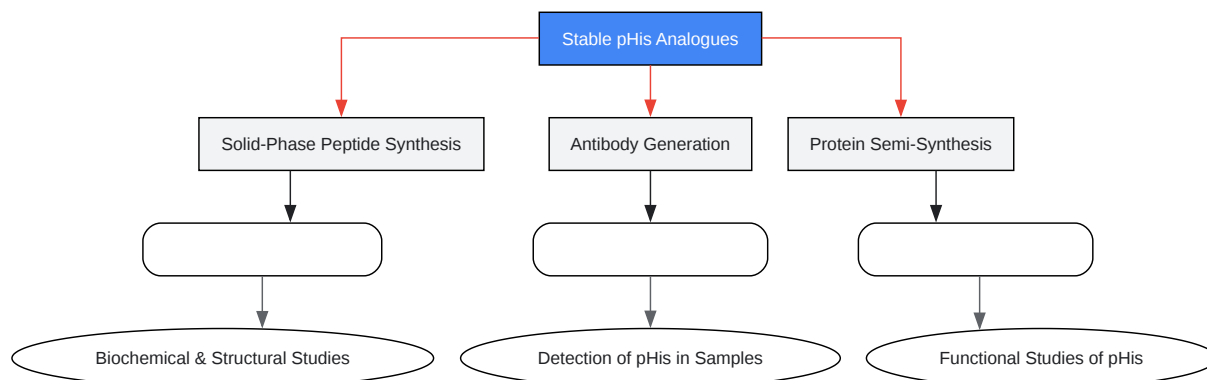 Stable pHis Analogues
Solid-Phase Peptide Synthesis
Antibody Generation
Protein Semi-Synthesis
Biochemical & Structural Studies
Detection of pHis in Samples
Functional Studies of pHis